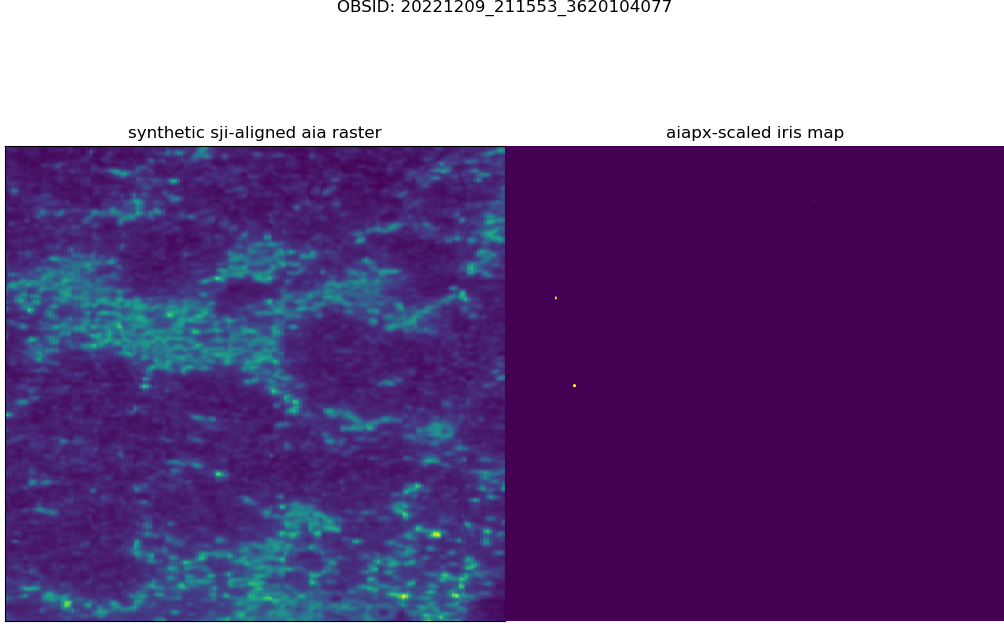 OBSID: 20221209_211553_3620104077
synthetic sji-aligned aia raster
aiapx-scaled iris map